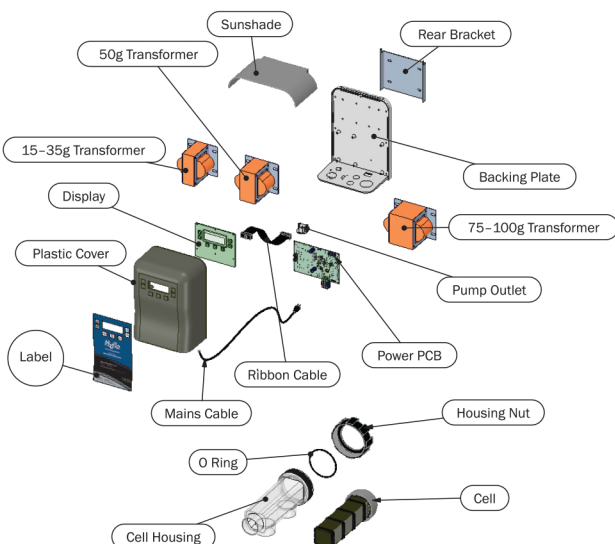 Sunshade
Rear Bracket
50g Transformer
15–35g Transformer
Backing Plate
Display
75–100g Transformer
Plastic Cover
Pump Outlet
Label
Power PCB
Ribbon Cable
Mains Cable
Housing Nut
O Ring
Cell
Cell Housing